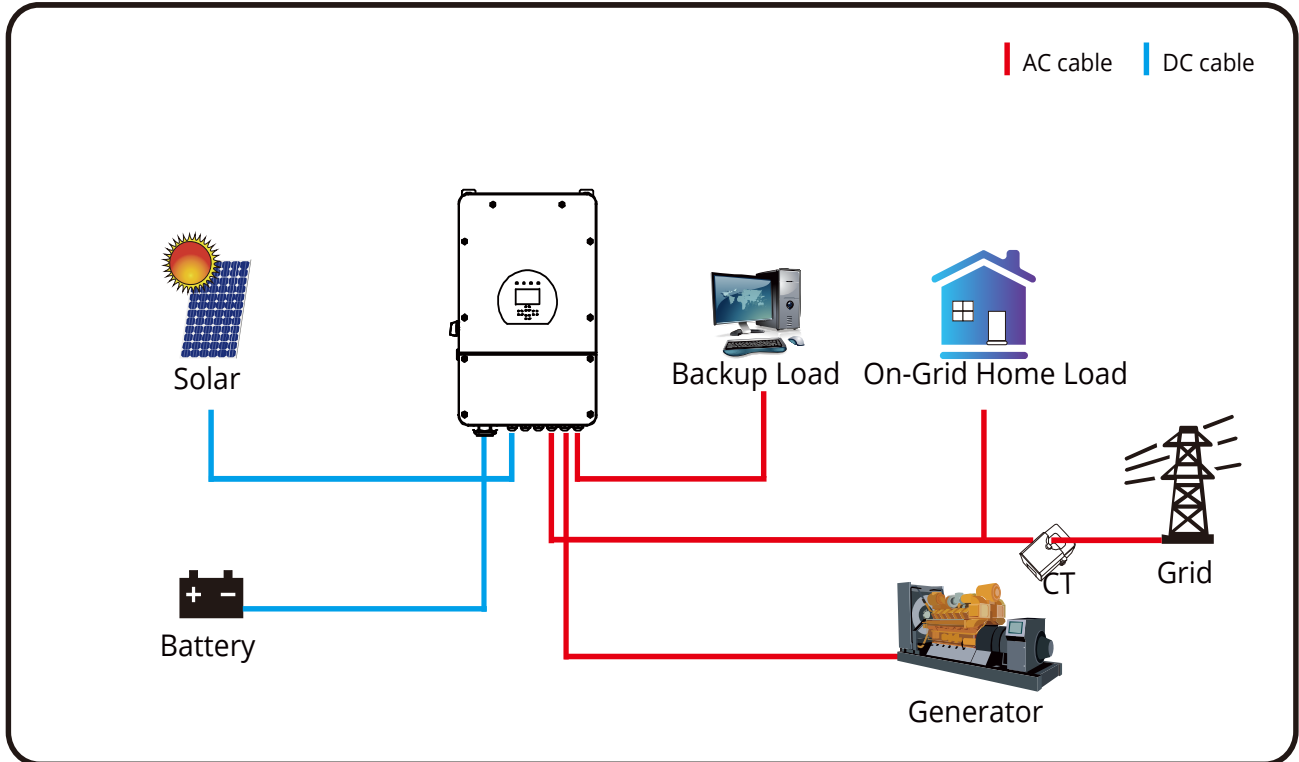 AC cable
DC cable
Solar
Backup Load
On-Grid Home Load
+ −
Battery
CT
Grid
Generator